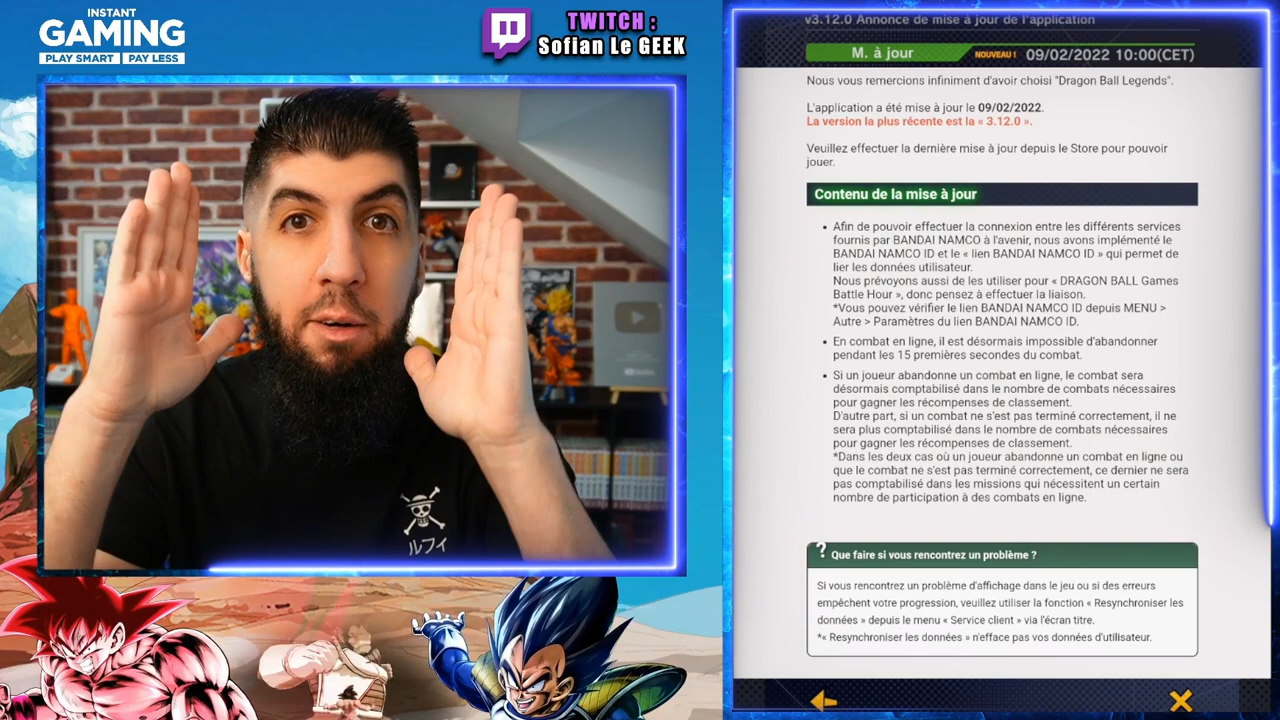 INSTANT
GAMING
PLAY SMART | PAY LESS
TWITCH :
Sofian Le GEEK
ルフィ
v3.12.0 Annonce de mise à jour de l'application
M. à jour
NOUVEAU !
09/02/2022 10:00(CET)
Nous vous remercions infiniment d'avoir choisi "Dragon Ball Legends".
L'application a été mise à jour le 09/02/2022.
La version la plus récente est la « 3.12.0 ».
Veuillez effectuer la dernière mise à jour depuis le Store pour pouvoir
jouer.
Contenu de la mise à jour
• Afin de pouvoir effectuer la connexion entre les différents services
fournis par BANDAI NAMCO à l'avenir, nous avons implémenté le
BANDAI NAMCO ID et le « lien BANDAI NAMCO ID » qui permet de
lier les données utilisateur.
Nous prévoyons aussi de les utiliser pour « DRAGON BALL Games
Battle Hour », donc pensez à effectuer la liaison.
*Vous pouvez vérifier le lien BANDAI NAMCO ID depuis MENU >
Autre > Paramètres du lien BANDAI NAMCO ID.
• En combat en ligne, il est désormais impossible d'abandonner
pendant les 15 premières secondes du combat.
• Si un joueur abandonne un combat en ligne, le combat sera
désormais comptabilisé dans le nombre de combats nécessaires
pour gagner les récompenses de classement.
D'autre part, si un combat ne s'est pas terminé correctement, il ne
sera plus comptabilisé dans le nombre de combats nécessaires
pour gagner les récompenses de classement.
*Dans les deux cas où un joueur abandonne un combat en ligne ou
que le combat ne s'est pas terminé correctement, ce dernier ne sera
pas comptabilisé dans les missions qui nécessitent un certain
nombre de participation à des combats en ligne.
? Que faire si vous rencontrez un problème ?
Si vous rencontrez un problème d'affichage dans le jeu ou si des erreurs
empêchent votre progression, veuillez utiliser la fonction « Resynchroniser les
données » depuis le menu « Service client » via l'écran titre.
*« Resynchroniser les données » n'efface pas vos données d'utilisateur.